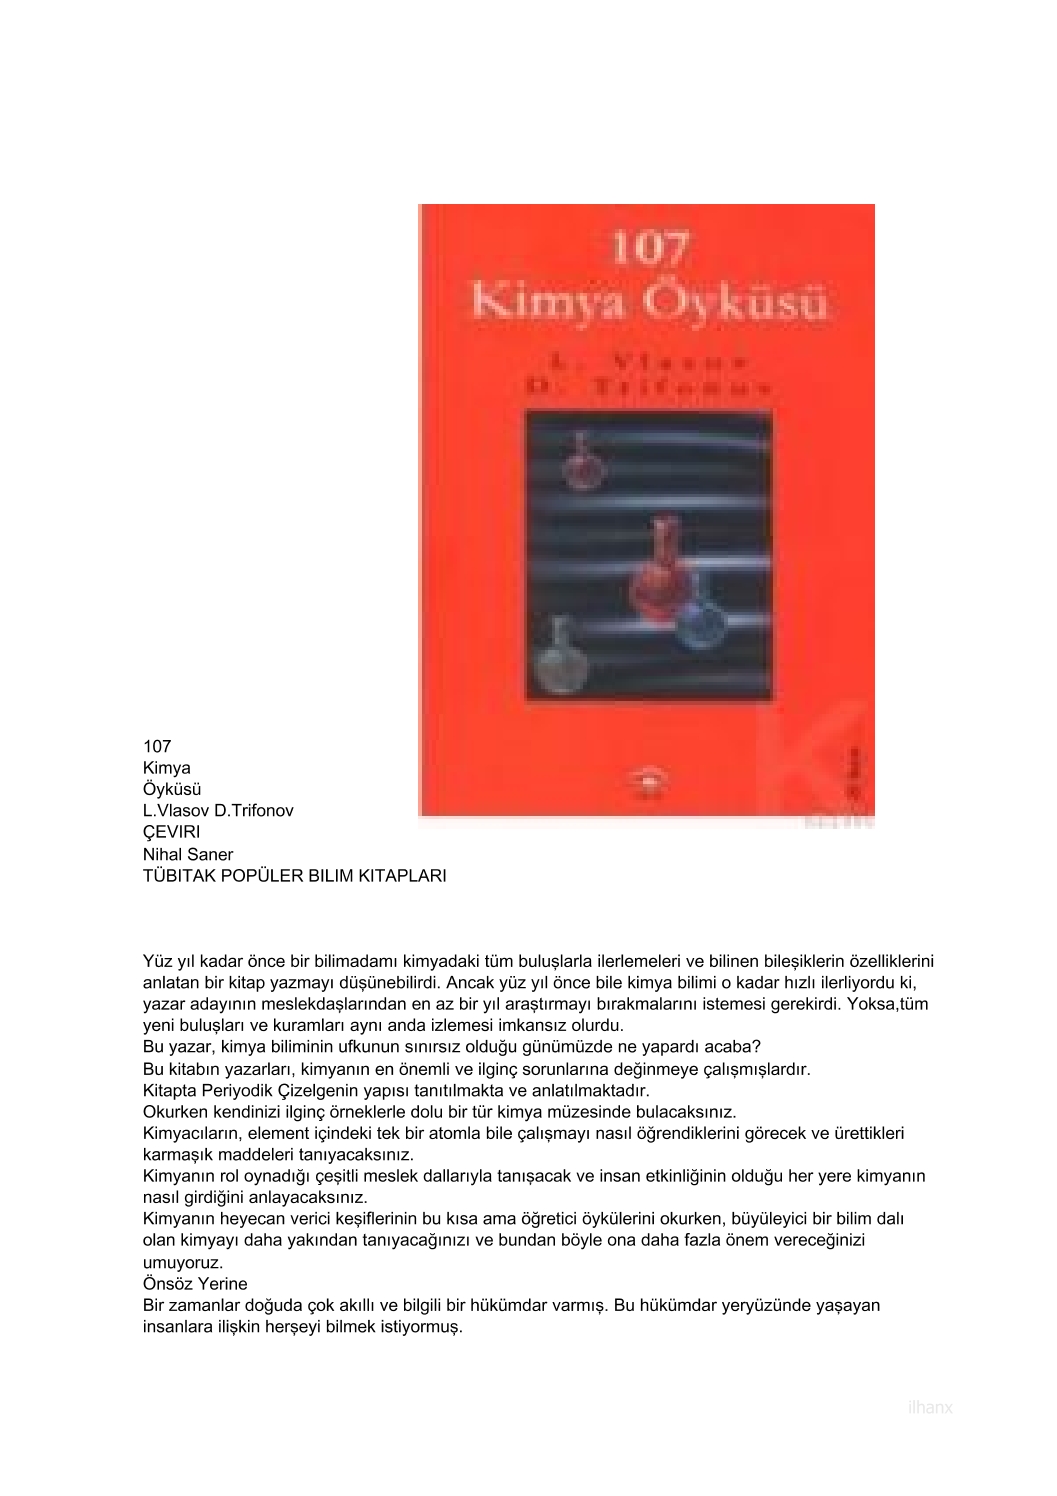 107
Kimya Öyküsü
L. Vlasov
D. Trifonov
107
Kimya
Öyküsü
L.Vlasov D.Trifonov
ÇEVIRI
Nihal Saner
TÜBITAK POPÜLER BILIM KITAPLARI
Yüz yıl kadar önce bir bilimadamı kimyadaki tüm buluşlarla ilerlemeleri ve bilinen bileşiklerin özelliklerini
anlatan bir kitap yazmayı düşünebilirdi. Ancak yüz yıl önce bile kimya bilimi o kadar hızlı ilerliyordu ki,
yazar adayının meslekdaşlarından en az bir yıl araştırmayı bırakmalarını istemesi gerekirdi. Yoksa,tüm
yeni buluşları ve kuramları aynı anda izlemesi imkansız olurdu.
Bu yazar, kimya biliminin ufkunun sınırsız olduğu günümüzde ne yapardı acaba?
Bu kitabın yazarları, kimyanın en önemli ve ilginç sorunlarına değinmeye çalışmışlardır.
Kitapta Periyodik Çizelgenin yapısı tanıtılmakta ve anlatılmaktadır.
Okurken kendinizi ilginç örneklerle dolu bir tür kimya müzesinde bulacaksınız.
Kimyacıların, element içindeki tek bir atomla bile çalışmayı nasıl öğrendiklerini görecek ve ürettikleri
karmaşık maddeleri tanıyacaksınız.
Kimyanın rol oynadığı çeşitli meslek dallarıyla tanışacak ve insan etkinliğinin olduğu her yere kimyanın
nasıl girdiğini anlayacaksınız.
Kimyanın heyecan verici keşiflerinin bu kısa ama öğretici öykülerini okurken, büyüleyici bir bilim dalı
olan kimyayı daha yakından tanıyacağınızı ve bundan böyle ona daha fazla önem vereceğinizi
umuyoruz.
Önsöz Yerine
Bir zamanlar doğuda çok akıllı ve bilgili bir hükümdar varmış. Bu hükümdar yeryüzünde yaşayan
insanlara ilişkin herşeyi bilmek istiyormuş.
ilhanx